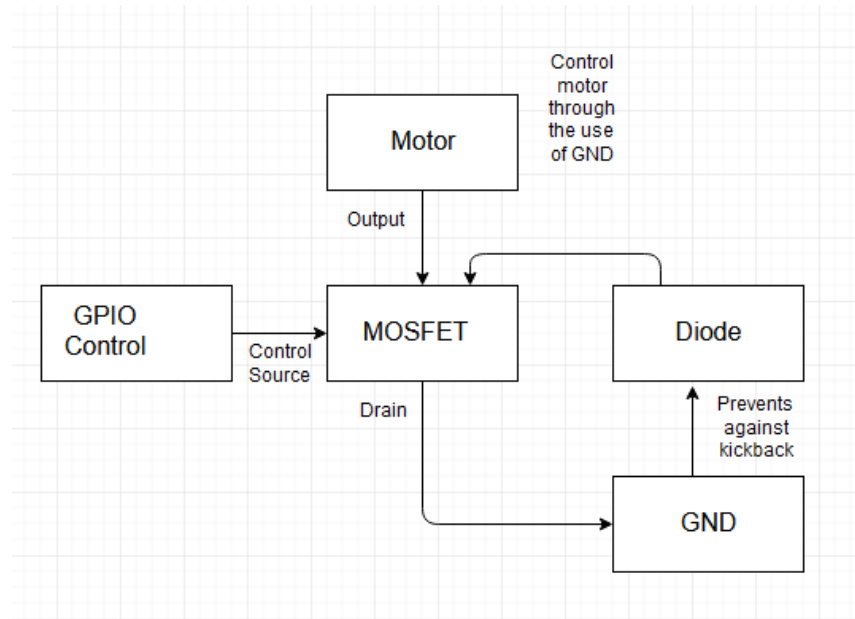 Control
motor
through
the use
of GND
Motor
Output
GPIO
Control
Control
Source
MOSFET
Diode
Drain
Prevents
against
kickback
GND